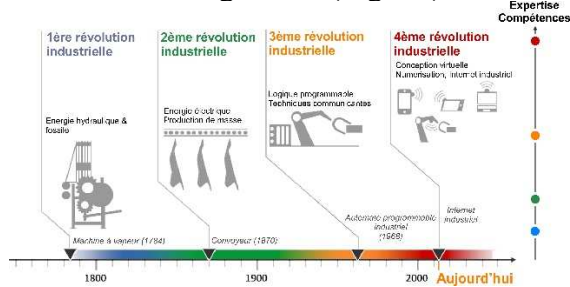 Expertise
Compétences
1ère révolution
industrielle
2ème révolution
industrielle
3ème révolution
industrielle
4ème révolution
industrielle
Conception virtuelle
Numérisation, Internet industriel
Logique programmable
Techniques communicantes
Energie électrique
Production de masse
Energie hydraulique &
fossile
Machine à vapeur (1784)
Convoyeur (1870)
Automate programmable
industriel
(1968)
Internet
industriel
1800
1900
2000
Aujourd'hui